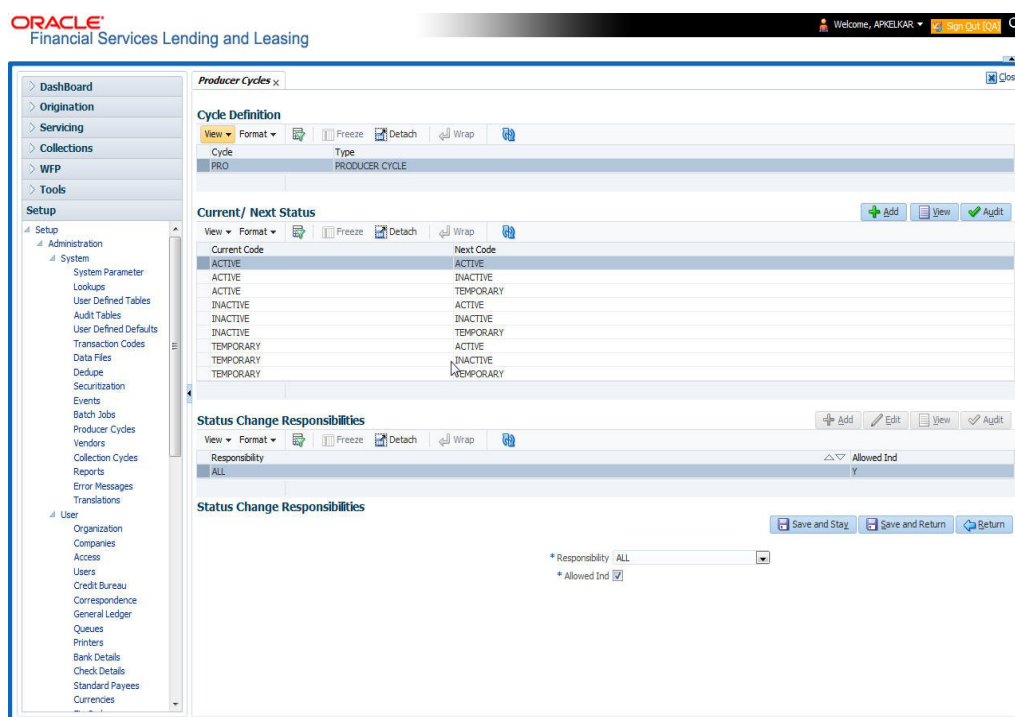 ORACLE
Financial Services Lending and Leasing
Welcome, APKELKAR
Sign Out [QA]
DashBoard
Origination
Servicing
Collections
WFP
Tools
Setup
Setup
Administration
System
System Parameter
Lookups
User Defined Tables
Audit Tables
User Defined Defaults
Transaction Codes
Data Files
Dedupe
Securitization
Events
Batch Jobs
Producer Cycles
Vendors
Collection Cycles
Reports
Error Messages
Translations
User
Organization
Companies
Access
Users
Credit Bureau
Correspondence
General Ledger
Queues
Printers
Bank Details
Check Details
Standard Payees
Currencies
Producer Cycles x
Clos
Cycle Definition
View Format Freeze Detach Wrap
Cycle Type
PRO PRODUCER CYCLE
Current/ Next Status
Add View Audit
View Format Freeze Detach Wrap
Current Code Next Code
ACTIVE ACTIVE
ACTIVE INACTIVE
ACTIVE TEMPORARY
INACTIVE ACTIVE
INACTIVE INACTIVE
INACTIVE TEMPORARY
TEMPORARY ACTIVE
TEMPORARY INACTIVE
TEMPORARY TEMPORARY
Status Change Responsibilities
Add Edit View Audit
View Format Freeze Detach Wrap
Responsibility Allowed Ind
ALL Y
Status Change Responsibilities
Save and Stay Save and Return Return
* Responsibility ALL
* Allowed Ind